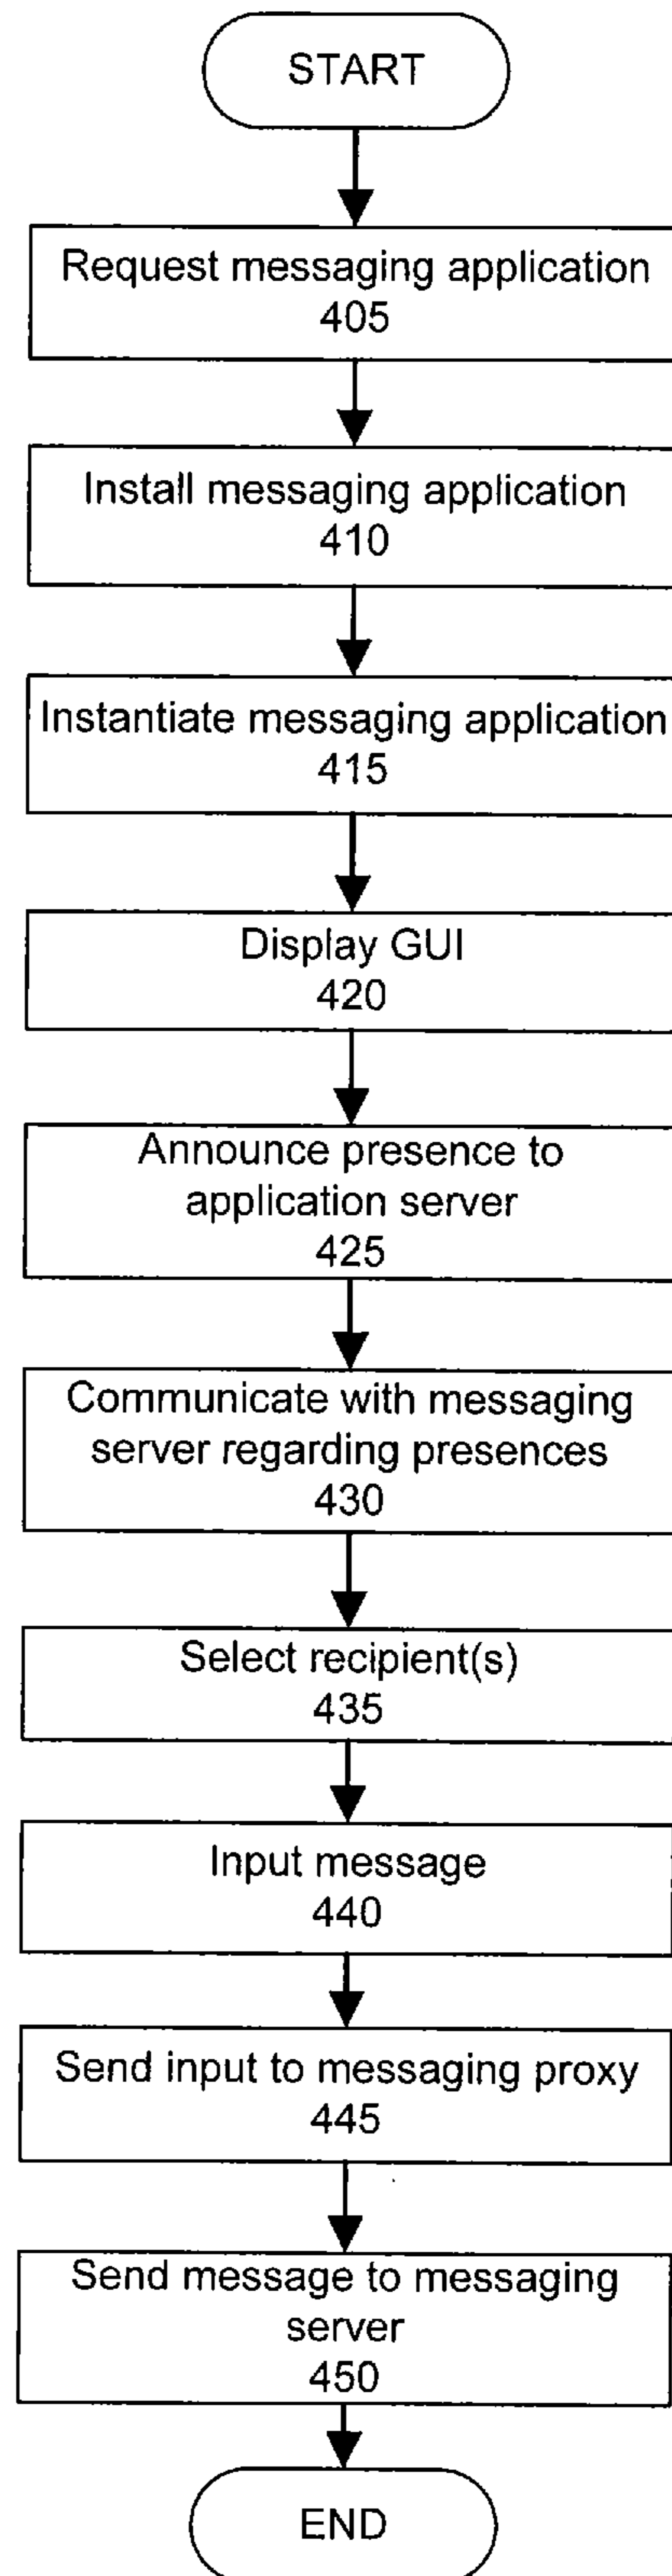 START
Request messaging application
405
Install messaging application
410
Instantiate messaging application
415
Display GUI
420
Announce presence to
application server
425
Communicate with messaging
server regarding presences
430
Select recipient(s)
435
Input message
440
Send input to messaging proxy
445
Send message to messaging
server
450
END